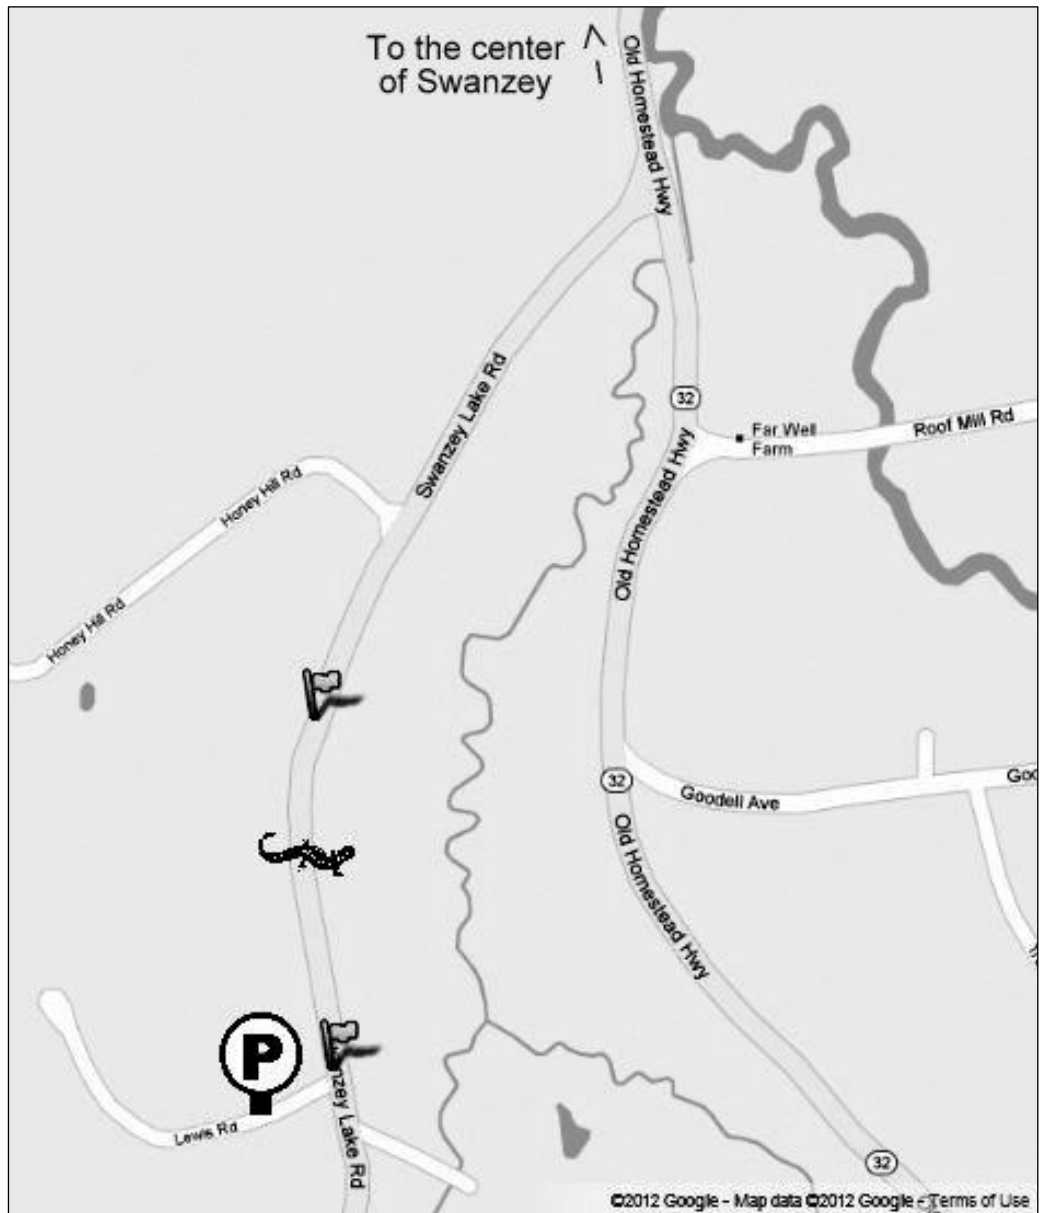 To the center
of Swanzey
Old Homestead Hwy
Swanzey Lake Rd
32
Far Well
Farm
Roof Mill Rd
Old Homestead Hwy
Honey Hill Rd
Honey Hill Rd
32
Goodell Ave
Goo
Old Homestead Hwy
P
Lewis Rd
nzey Lake Rd
32
©2012 Google - Map data ©2012 Google - Terms of Use